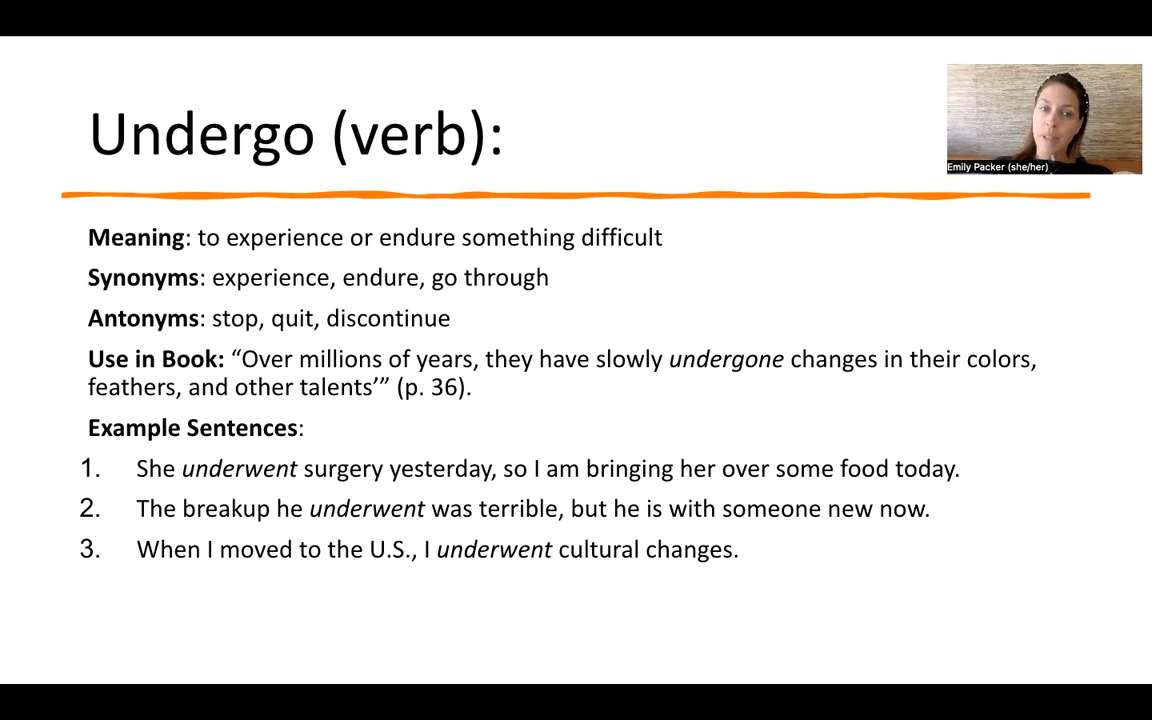 Undergo (verb):
Emily Packer (she/her)
Meaning: to experience or endure something difficult
Synonyms: experience, endure, go through
Antonyms: stop, quit, discontinue
Use in Book: “Over millions of years, they have slowly undergone changes in their colors,
feathers, and other talents’” (p. 36).
Example Sentences:
1. She underwent surgery yesterday, so I am bringing her over some food today.
2. The breakup he underwent was terrible, but he is with someone new now.
3. When I moved to the U.S., I underwent cultural changes.